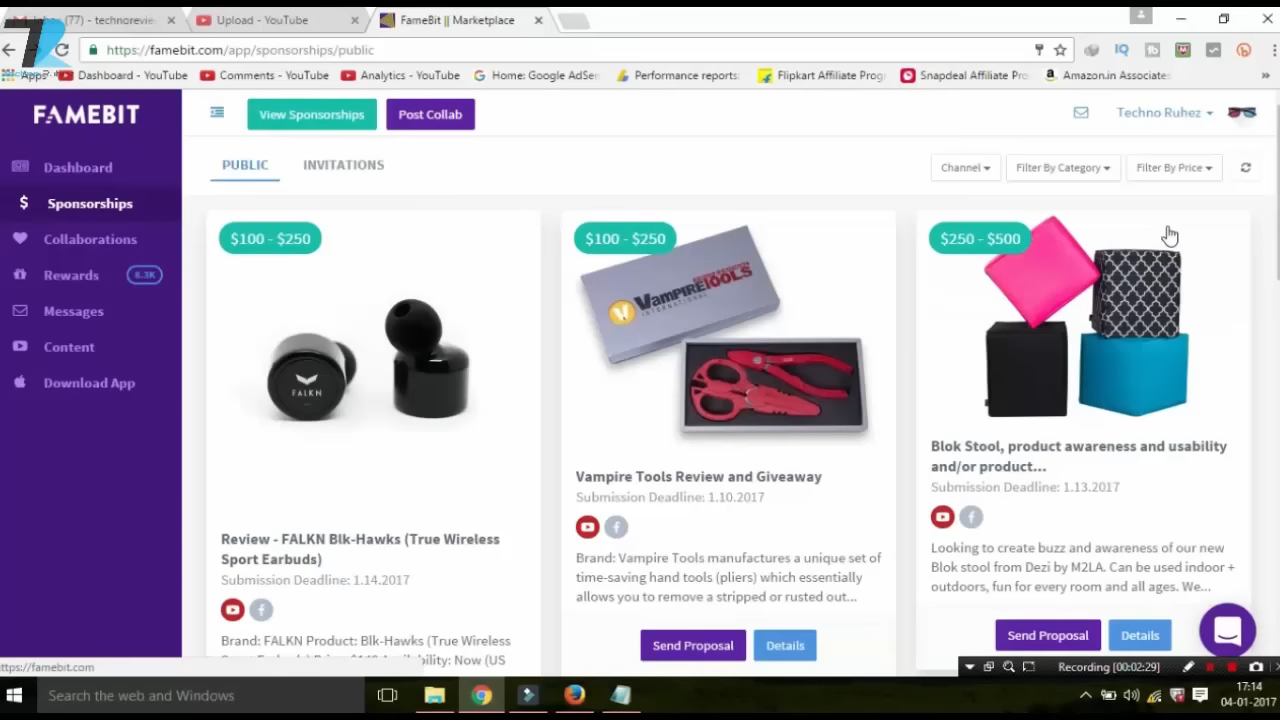 Inbox (77) - technorevie
Upload - YouTube
FameBit || Marketplace
https://famebit.com/app/sponsorships/public
Apps
Dashboard - YouTube
Comments - YouTube
Analytics - YouTube
Home: Google AdSen
Performance reports:
Flipkart Affiliate Prog
Snapdeal Affiliate Pro
Amazon.in Associates
IQ
FAMEBIT
View Sponsorships
Post Collab
Techno Ruhez
Dashboard
Sponsorships
Collaborations
Rewards
8.3K
Messages
Content
Download App
PUBLIC
INVITATIONS
Channel
Filter By Category
Filter By Price
$100 - $250
FALKN
Review - FALKN Blk-Hawks (True Wireless
Sport Earbuds)
Submission Deadline: 1.14.2017
Brand: FALKN Product: Blk-Hawks (True Wireless
$100 - $250
VAMPIRETOOLS
INTERNATIONAL
Vampire Tools Review and Giveaway
Submission Deadline: 1.10.2017
Brand: Vampire Tools manufactures a unique set of
time-saving hand tools (pliers) which essentially
allows you to remove a stripped or rusted out...
Send Proposal
Details
$250 - $500
Blok Stool, product awareness and usability
and/or product...
Submission Deadline: 1.13.2017
Looking to create buzz and awareness of our new
Blok stool from Dezi by M2LA. Can be used indoor +
outdoors, fun for every room and all ages. We...
Send Proposal
Details
ttps://famebit.com
Recording [00:02:29]
Search the web and Windows
17:14
04-01-2017